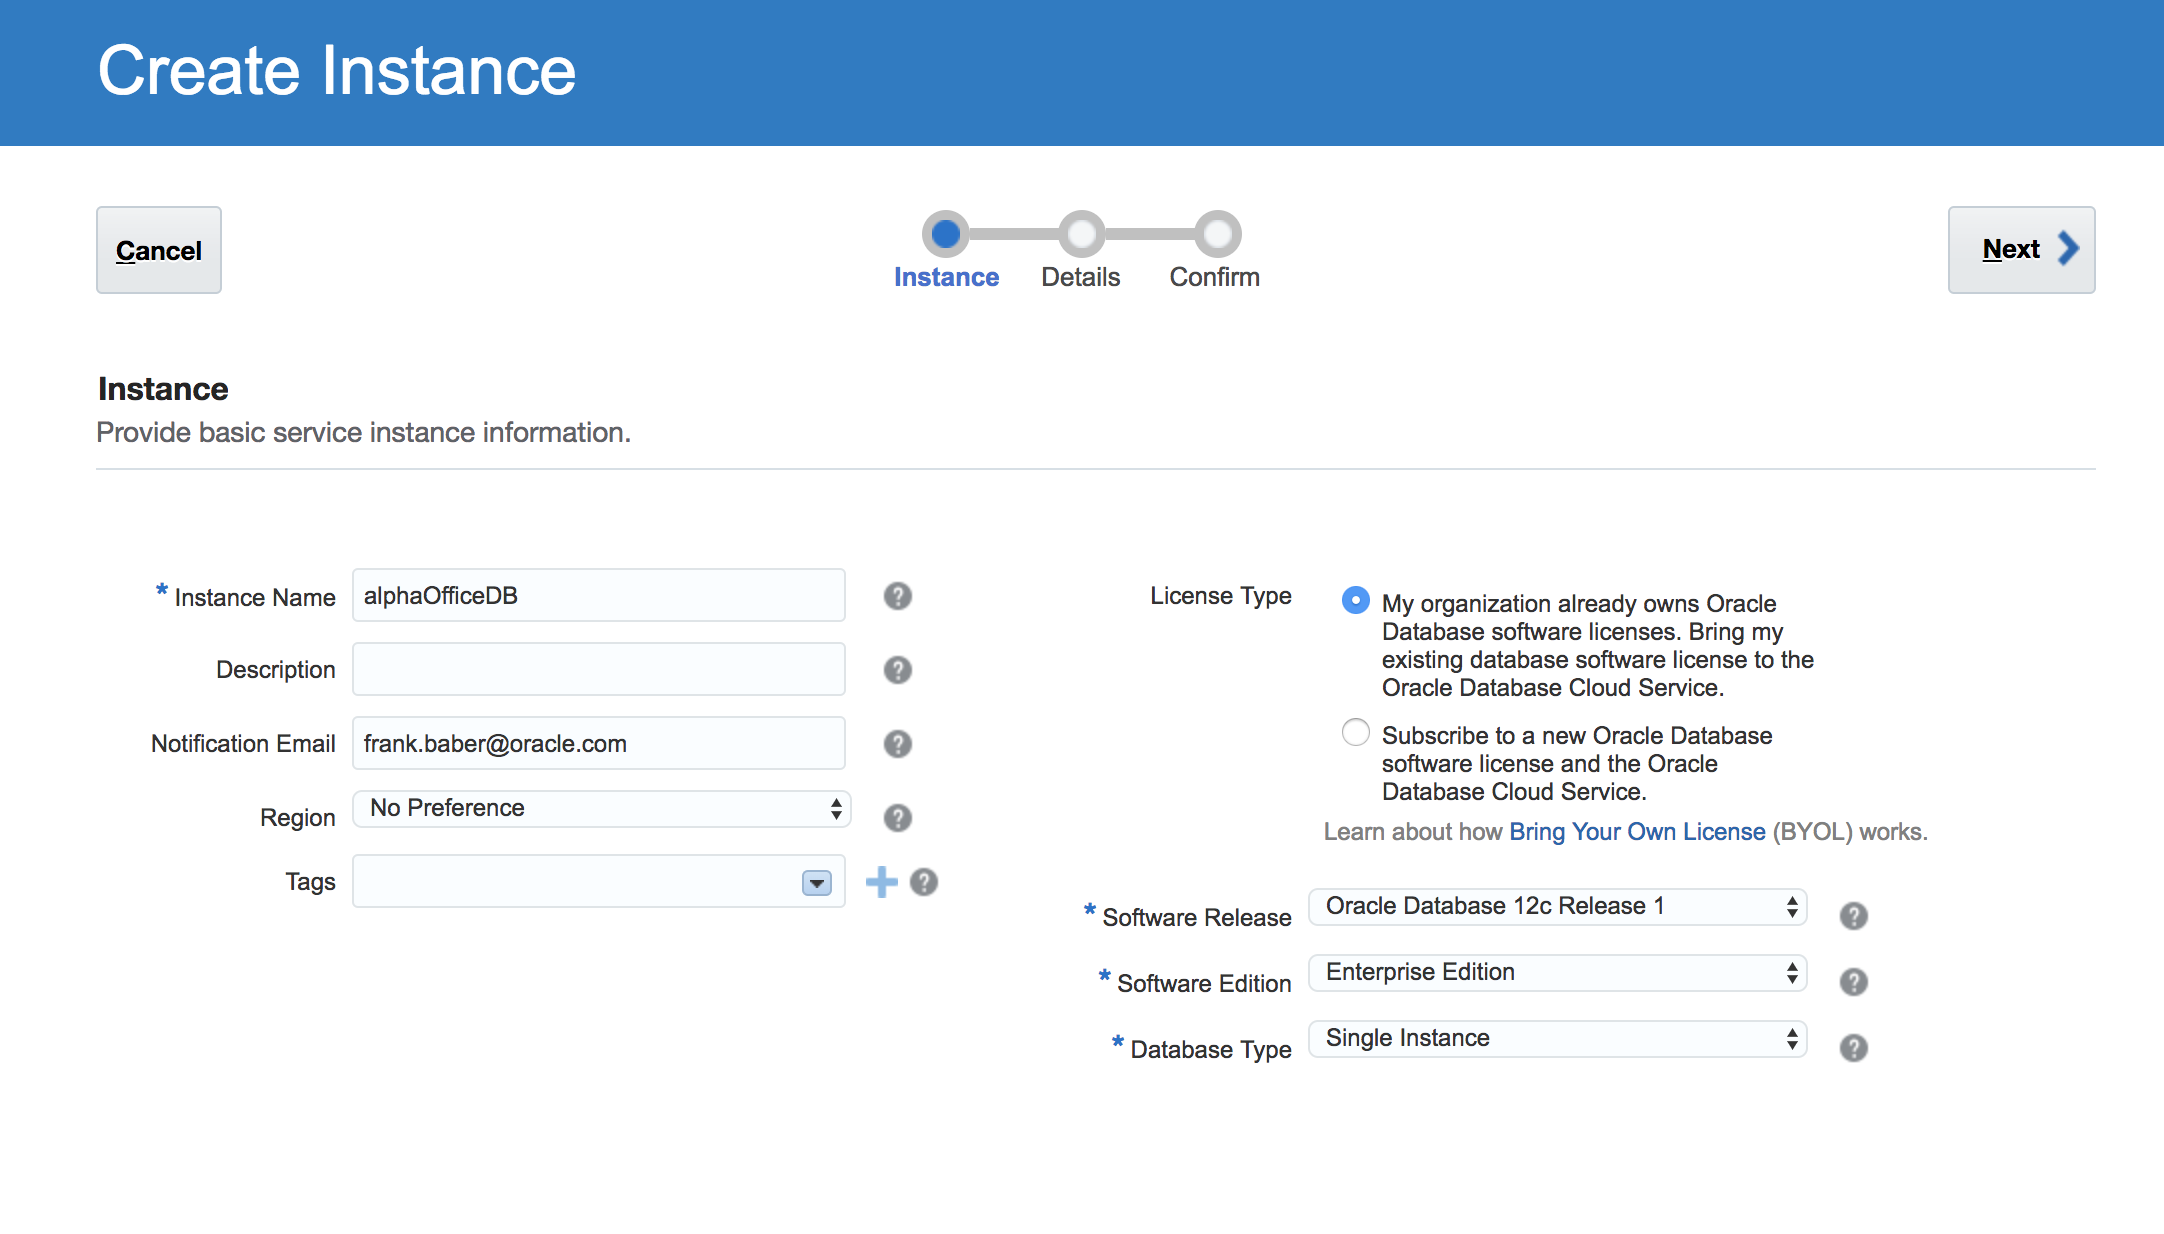 Create Instance
Cancel
Instance
Details
Confirm
Next
Instance
Provide basic service instance information.
* Instance Name
alphaOfficeDB
?
Description
?
Notification Email
frank.baber@oracle.com
?
Region
No Preference
?
Tags
?
License Type
My organization already owns Oracle
Database software licenses. Bring my
existing database software license to the
Oracle Database Cloud Service.
Subscribe to a new Oracle Database
software license and the Oracle
Database Cloud Service.
Learn about how Bring Your Own License (BYOL) works.
* Software Release
Oracle Database 12c Release 1
?
* Software Edition
Enterprise Edition
?
* Database Type
Single Instance
?